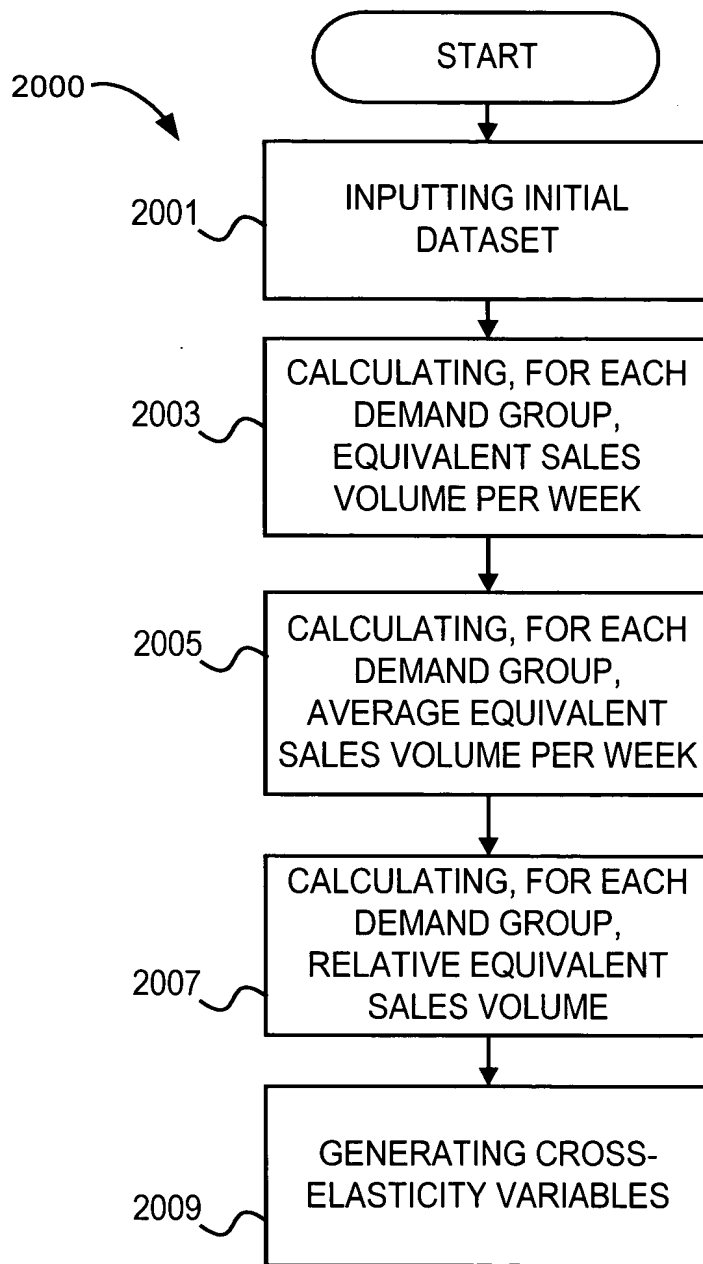 START
2000
2001
INPUTTING INITIAL
DATASET
2003
CALCULATING, FOR EACH
DEMAND GROUP,
EQUIVALENT SALES
VOLUME PER WEEK
2005
CALCULATING, FOR EACH
DEMAND GROUP,
AVERAGE EQUIVALENT
SALES VOLUME PER WEEK
2007
CALCULATING, FOR EACH
DEMAND GROUP,
RELATIVE EQUIVALENT
SALES VOLUME
2009
GENERATING CROSS-
ELASTICITY VARIABLES